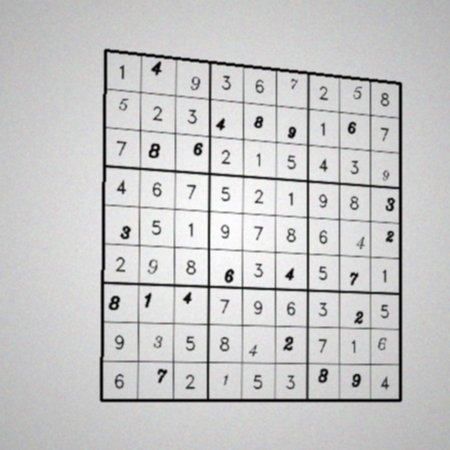 1 4 9 3 6 7 2 5 8
5 2 3 4 8 9 1 6 7
7 8 6 2 1 5 4 3 9
4 6 7 5 2 1 9 8 3
3 5 1 9 7 8 6 4 2
2 9 8 6 3 4 5 7 1
8 1 4 7 9 6 3 2 5
9 3 5 8 4 2 7 1 6
6 7 2 1 5 3 8 9 4